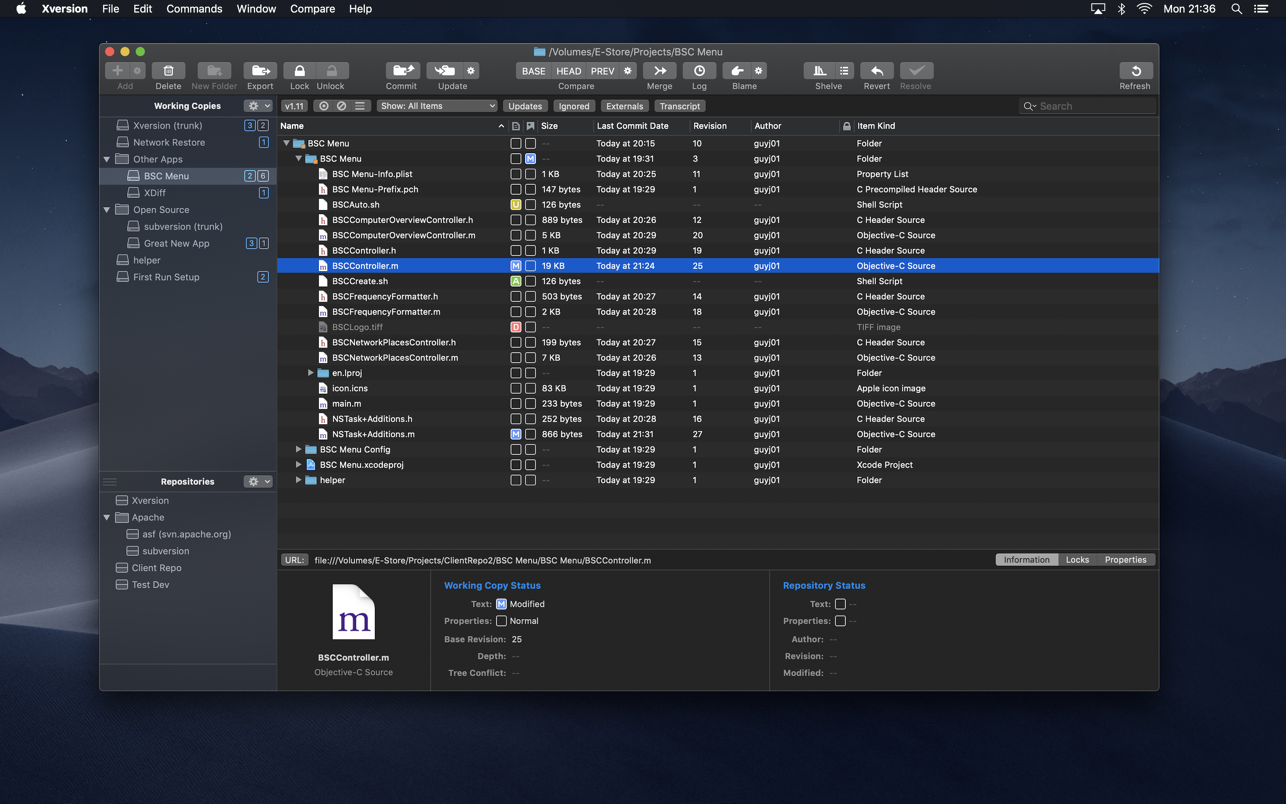 Xversion File Edit Commands Window Compare Help Mon 21:36
/Volumes/E-Store/Projects/BSC Menu
BASE HEAD PREV
Add Delete New Folder Export Lock Unlock Commit Update Compare Merge Log Blame Shelve Revert Resolve Refresh
Working Copies v1.11 Show: All Items Updates Ignored Externals Transcript Search
Xversion (trunk) 3 2
Network Restore 1
Other Apps
BSC Menu 2 6
XDiff 1
Open Source
subversion (trunk)
Great New App 3 1
helper
First Run Setup 2
Repositories
Xversion
Apache
asf (svn.apache.org)
subversion
Client Repo
Test Dev
Name Size Last Commit Date Revision Author Item Kind
BSC Menu -- Today at 20:15 10 guyj01 Folder
BSC Menu M -- Today at 19:31 3 guyj01 Folder
BSC Menu-Info.plist 1 KB Today at 20:25 11 guyj01 Property List
h BSC Menu-Prefix.pch 147 bytes Today at 19:29 1 guyj01 C Precompiled Header Source
BSCAuto.sh U 126 bytes -- -- -- Shell Script
h BSCComputerOverviewController.h 889 bytes Today at 20:26 12 guyj01 C Header Source
m BSCComputerOverviewController.m 5 KB Today at 20:29 20 guyj01 Objective-C Source
h BSCController.h 1 KB Today at 20:29 19 guyj01 C Header Source
m BSCController.m M 19 KB Today at 21:24 25 guyj01 Objective-C Source
BSCCreate.sh A 126 bytes -- -- -- Shell Script
h BSCFrequencyFormatter.h 503 bytes Today at 20:27 14 guyj01 C Header Source
m BSCFrequencyFormatter.m 2 KB Today at 20:28 18 guyj01 Objective-C Source
BSCLogo.tiff D -- -- -- -- TIFF image
h BSCNetworkPlacesController.h 199 bytes Today at 20:27 15 guyj01 C Header Source
m BSCNetworkPlacesController.m 7 KB Today at 20:26 13 guyj01 Objective-C Source
en.lproj -- Today at 19:29 1 guyj01 Folder
icon.icns 83 KB Today at 19:29 1 guyj01 Apple icon image
m main.m 233 bytes Today at 19:29 1 guyj01 Objective-C Source
h NSTask+Additions.h 252 bytes Today at 20:28 16 guyj01 C Header Source
m NSTask+Additions.m M 866 bytes Today at 21:31 27 guyj01 Objective-C Source
BSC Menu Config -- Today at 19:29 1 guyj01 Folder
BSC Menu.xcodeproj -- Today at 19:29 1 guyj01 Xcode Project
helper -- Today at 19:29 1 guyj01 Folder
URL: file:///Volumes/E-Store/Projects/ClientRepo2/BSC Menu/BSC Menu/BSCController.m Information Locks Properties
m
BSCController.m
Objective-C Source
Working Copy Status
Text: M Modified
Properties: Normal
Base Revision: 25
Depth: --
Tree Conflict: --
Repository Status
Text: --
Properties: --
Author: --
Revision: --
Modified: --